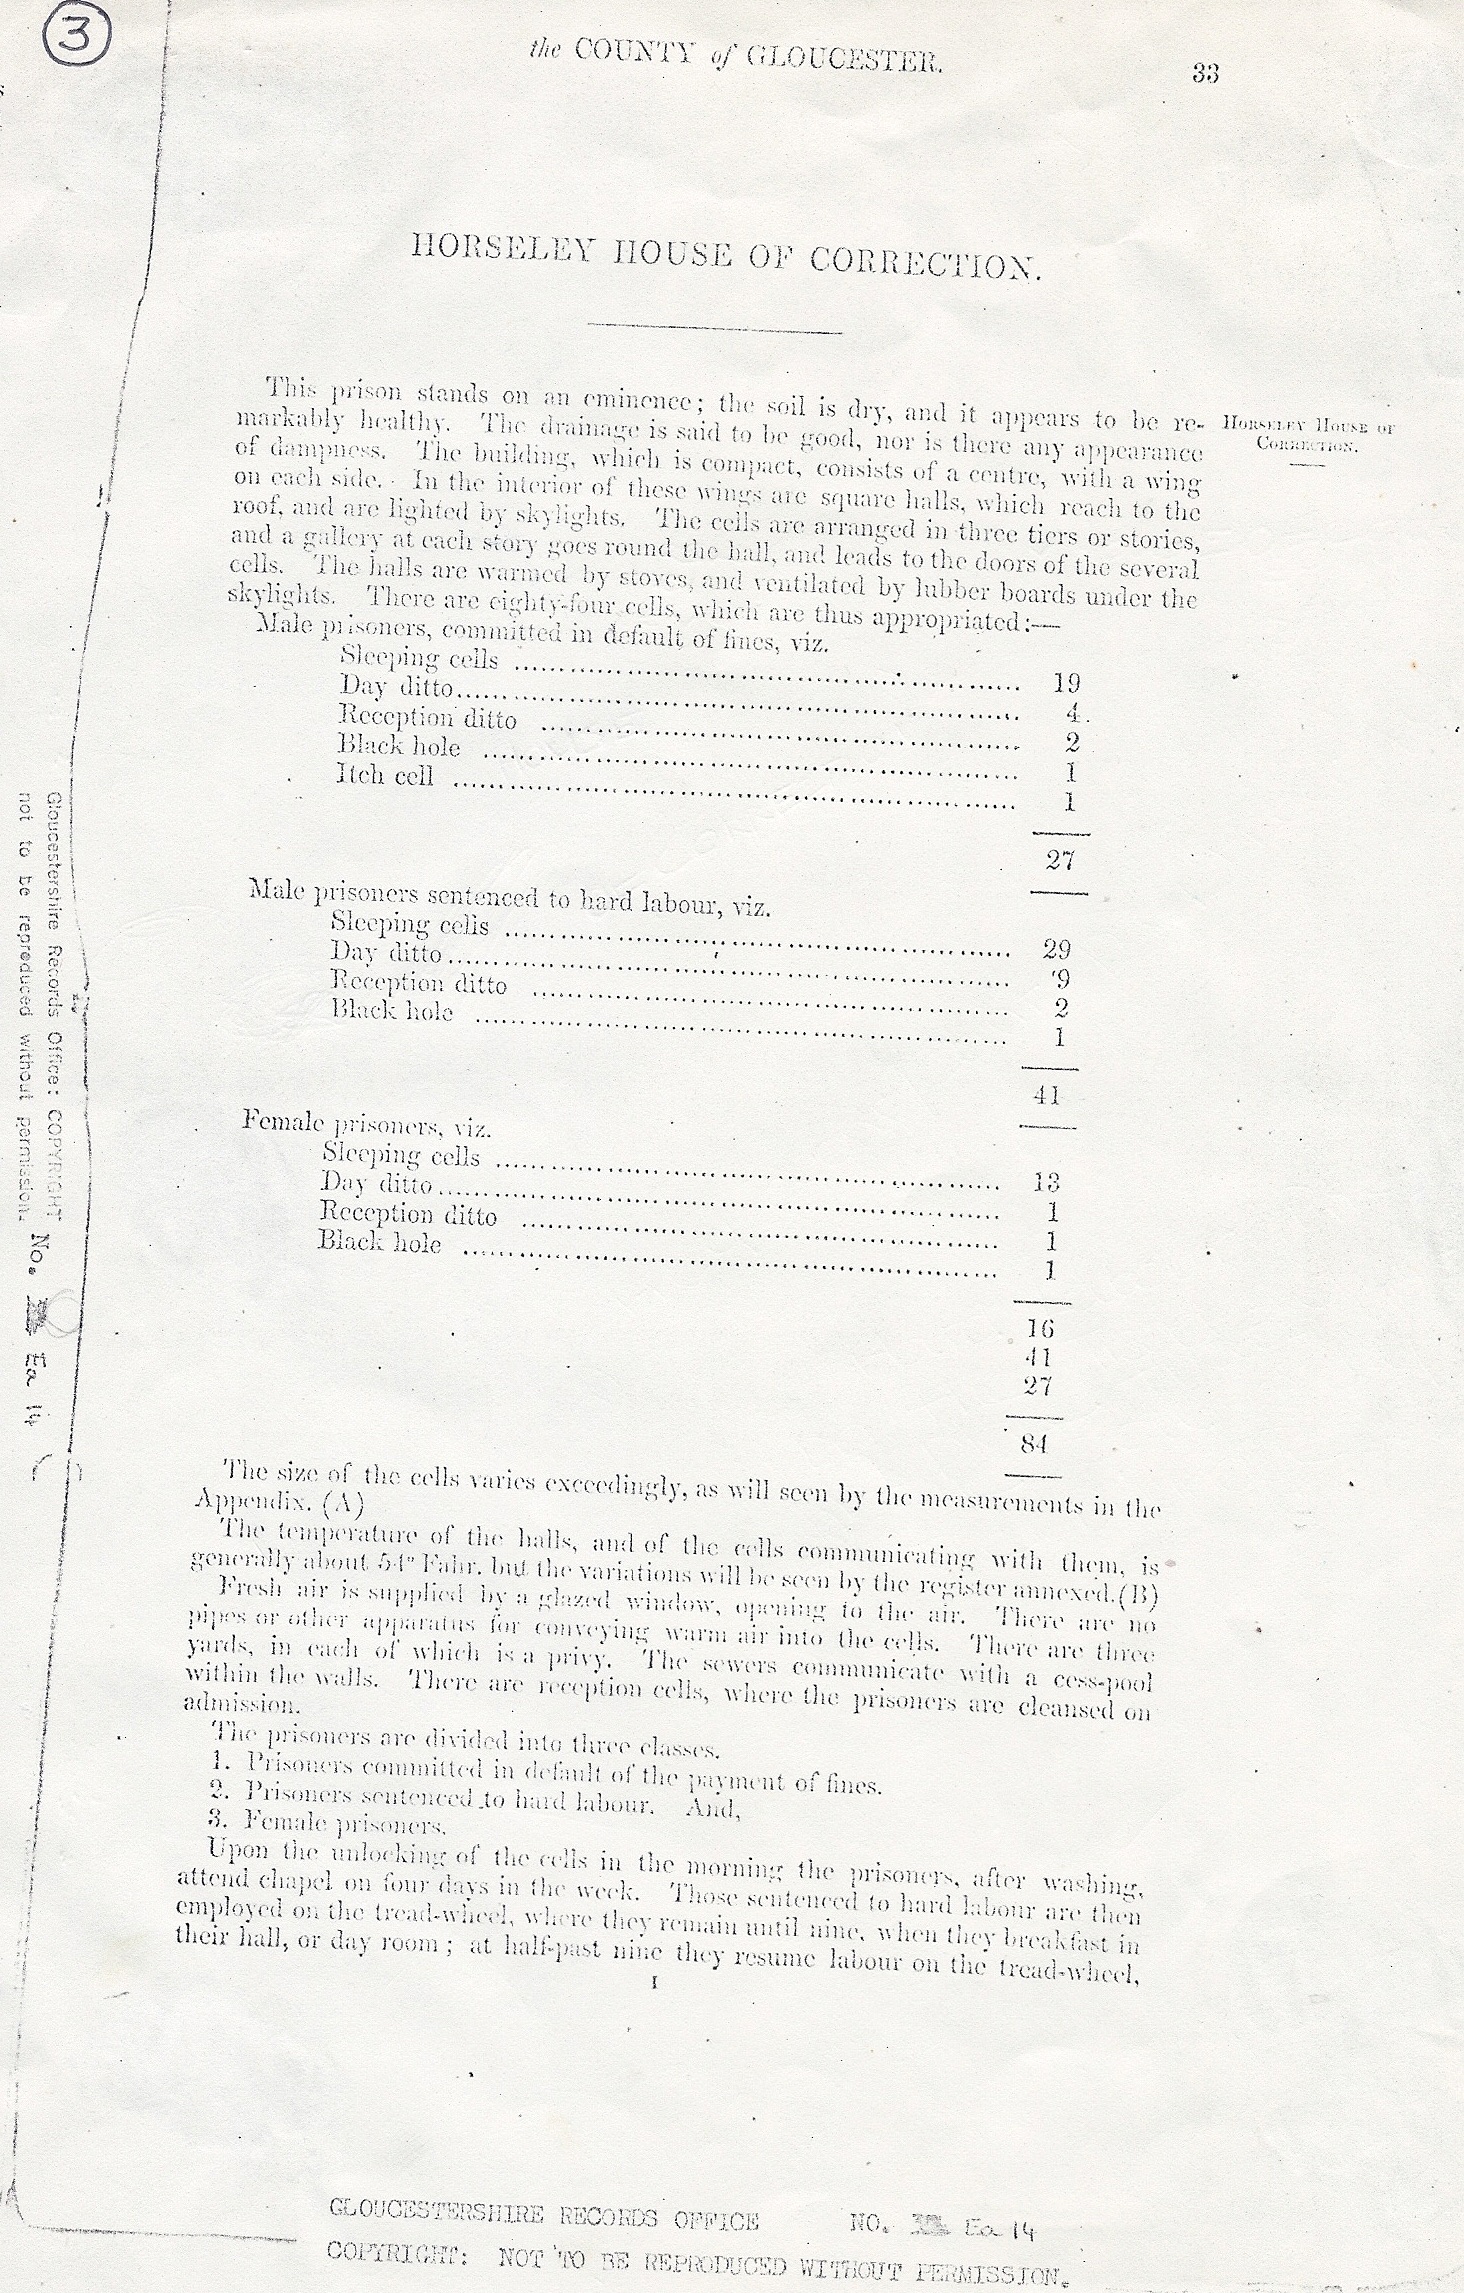 3
the COUNTY of GLOUCESTER.
33
HORSELEY HOUSE OF CORRECTION.
This prison stands on an eminence; the soil is dry, and it appears to be re-
markably healthy. The drainage is said to be good, nor is there any appearance
of dampness. The building, which is compact, consists of a centre, with a wing
on each side. In the interior of these wings are square halls, which reach to the
roof, and are lighted by skylights. The cells are arranged in three tiers or stories,
and a gallery at each story goes round the hall, and leads to the doors of the several
cells. The halls are warmed by stoves, and ventilated by lubber boards under the
skylights. There are eighty-four cells, which are thus appropriated:—
HORSELEY HOUSE OF
CORRECTION.
Male prisoners, committed in default of fines, viz.
Sleeping cells ........ 19
Day ditto ........ 4
Reception ditto ........ 2
Black hole ........ 1
Itch cell ........ 1
27
Male prisoners sentenced to hard labour, viz.
Sleeping cells ........ 29
Day ditto ........ 9
Reception ditto ........ 2
Black hole ........ 1
41
Female prisoners, viz.
Sleeping cells ........ 13
Day ditto ........ 1
Reception ditto ........ 1
Black hole ........ 1
16
41
27
84
The size of the cells varies exceedingly, as will seen by the measurements in the
Appendix. (A)
The temperature of the halls, and of the cells communicating with them, is
generally about 54° Fahr. but the variations will be seen by the register annexed.(B)
Fresh air is supplied by a glazed window, opening to the air. There are no
pipes or other apparatus for conveying warm air into the cells. There are three
yards, in each of which is a privy. The sewers communicate with a cess-pool
within the walls. There are reception cells, where the prisoners are cleansed on
admission.
The prisoners are divided into three classes.
1. Prisoners committed in default of the payment of fines.
2. Prisoners sentenced to hard labour. And,
3. Female prisoners.
Upon the unlocking of the cells in the morning the prisoners, after washing,
attend chapel on four days in the week. Those sentenced to hard labour are then
employed on the tread-wheel, where they remain until nine, when they breakfast in
their hall, or day room; at half-past nine they resume labour on the tread-wheel,
I
Gloucestershire Records Office: COPYRIGHT
not to be reproduced without permission. No. Ea 14
GLOUCESTERSHIRE RECORDS OFFICE NO. Ea 14
COPYRIGHT: NOT TO BE REPRODUCED WITHOUT PERMISSION.